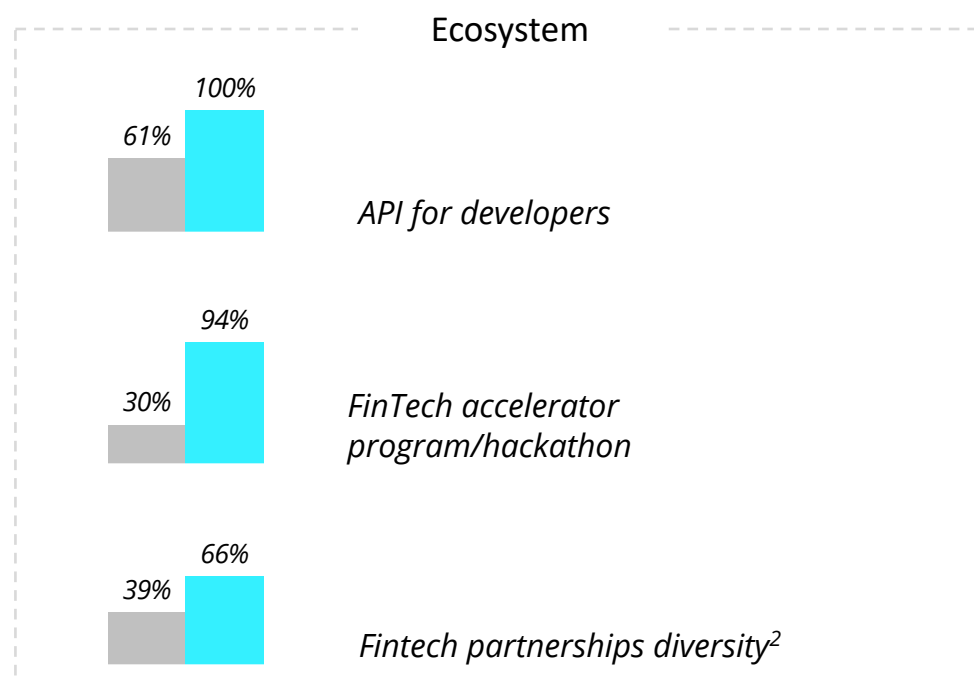 Ecosystem
100%
61%
API for developers
94%
30%
FinTech accelerator
program/hackathon
66%
39%
Fintech partnerships diversity²